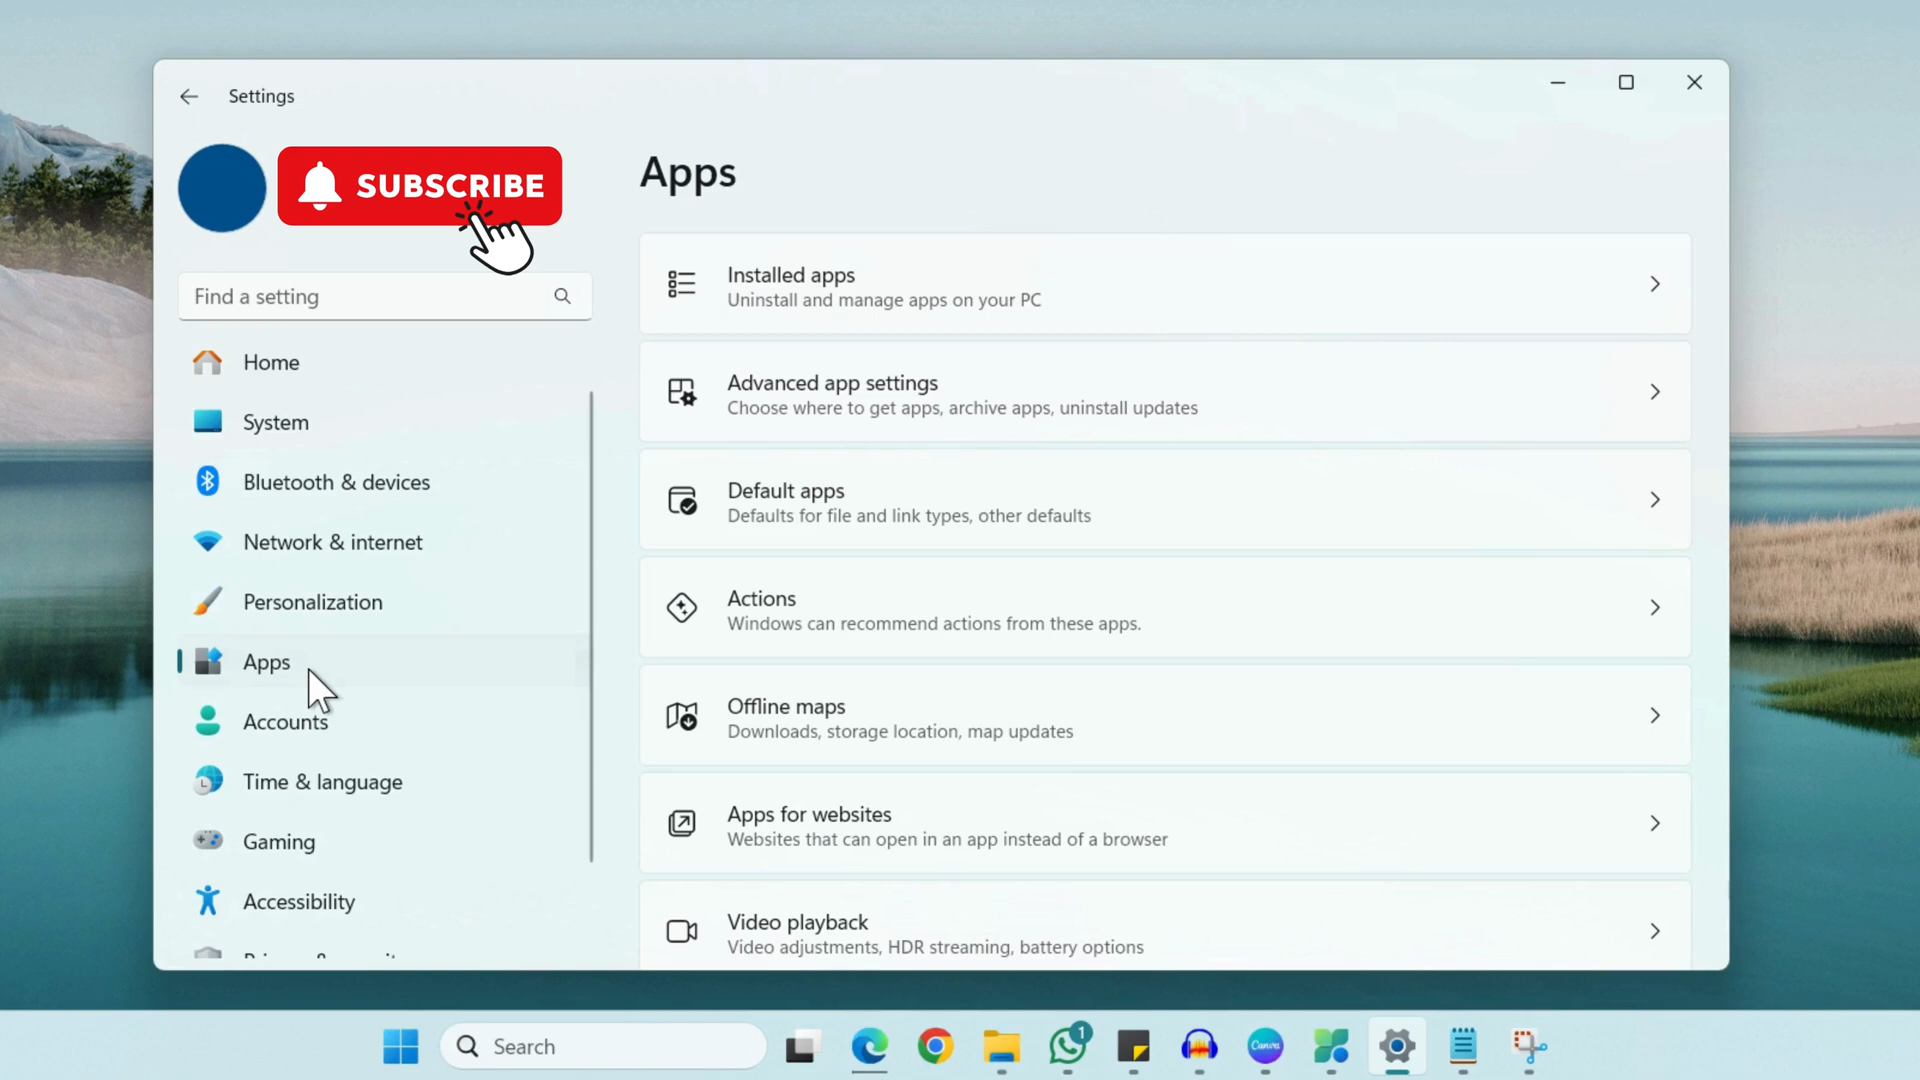 Settings
SUBSCRIBE
Find a setting
Home
System
Bluetooth & devices
Network & internet
Personalization
Apps
Accounts
Time & language
Gaming
Accessibility
Apps
Installed apps
Uninstall and manage apps on your PC
Advanced app settings
Choose where to get apps, archive apps, uninstall updates
Default apps
Defaults for file and link types, other defaults
Actions
Windows can recommend actions from these apps.
Offline maps
Downloads, storage location, map updates
Apps for websites
Websites that can open in an app instead of a browser
Video playback
Video adjustments, HDR streaming, battery options
Search
1
Canva